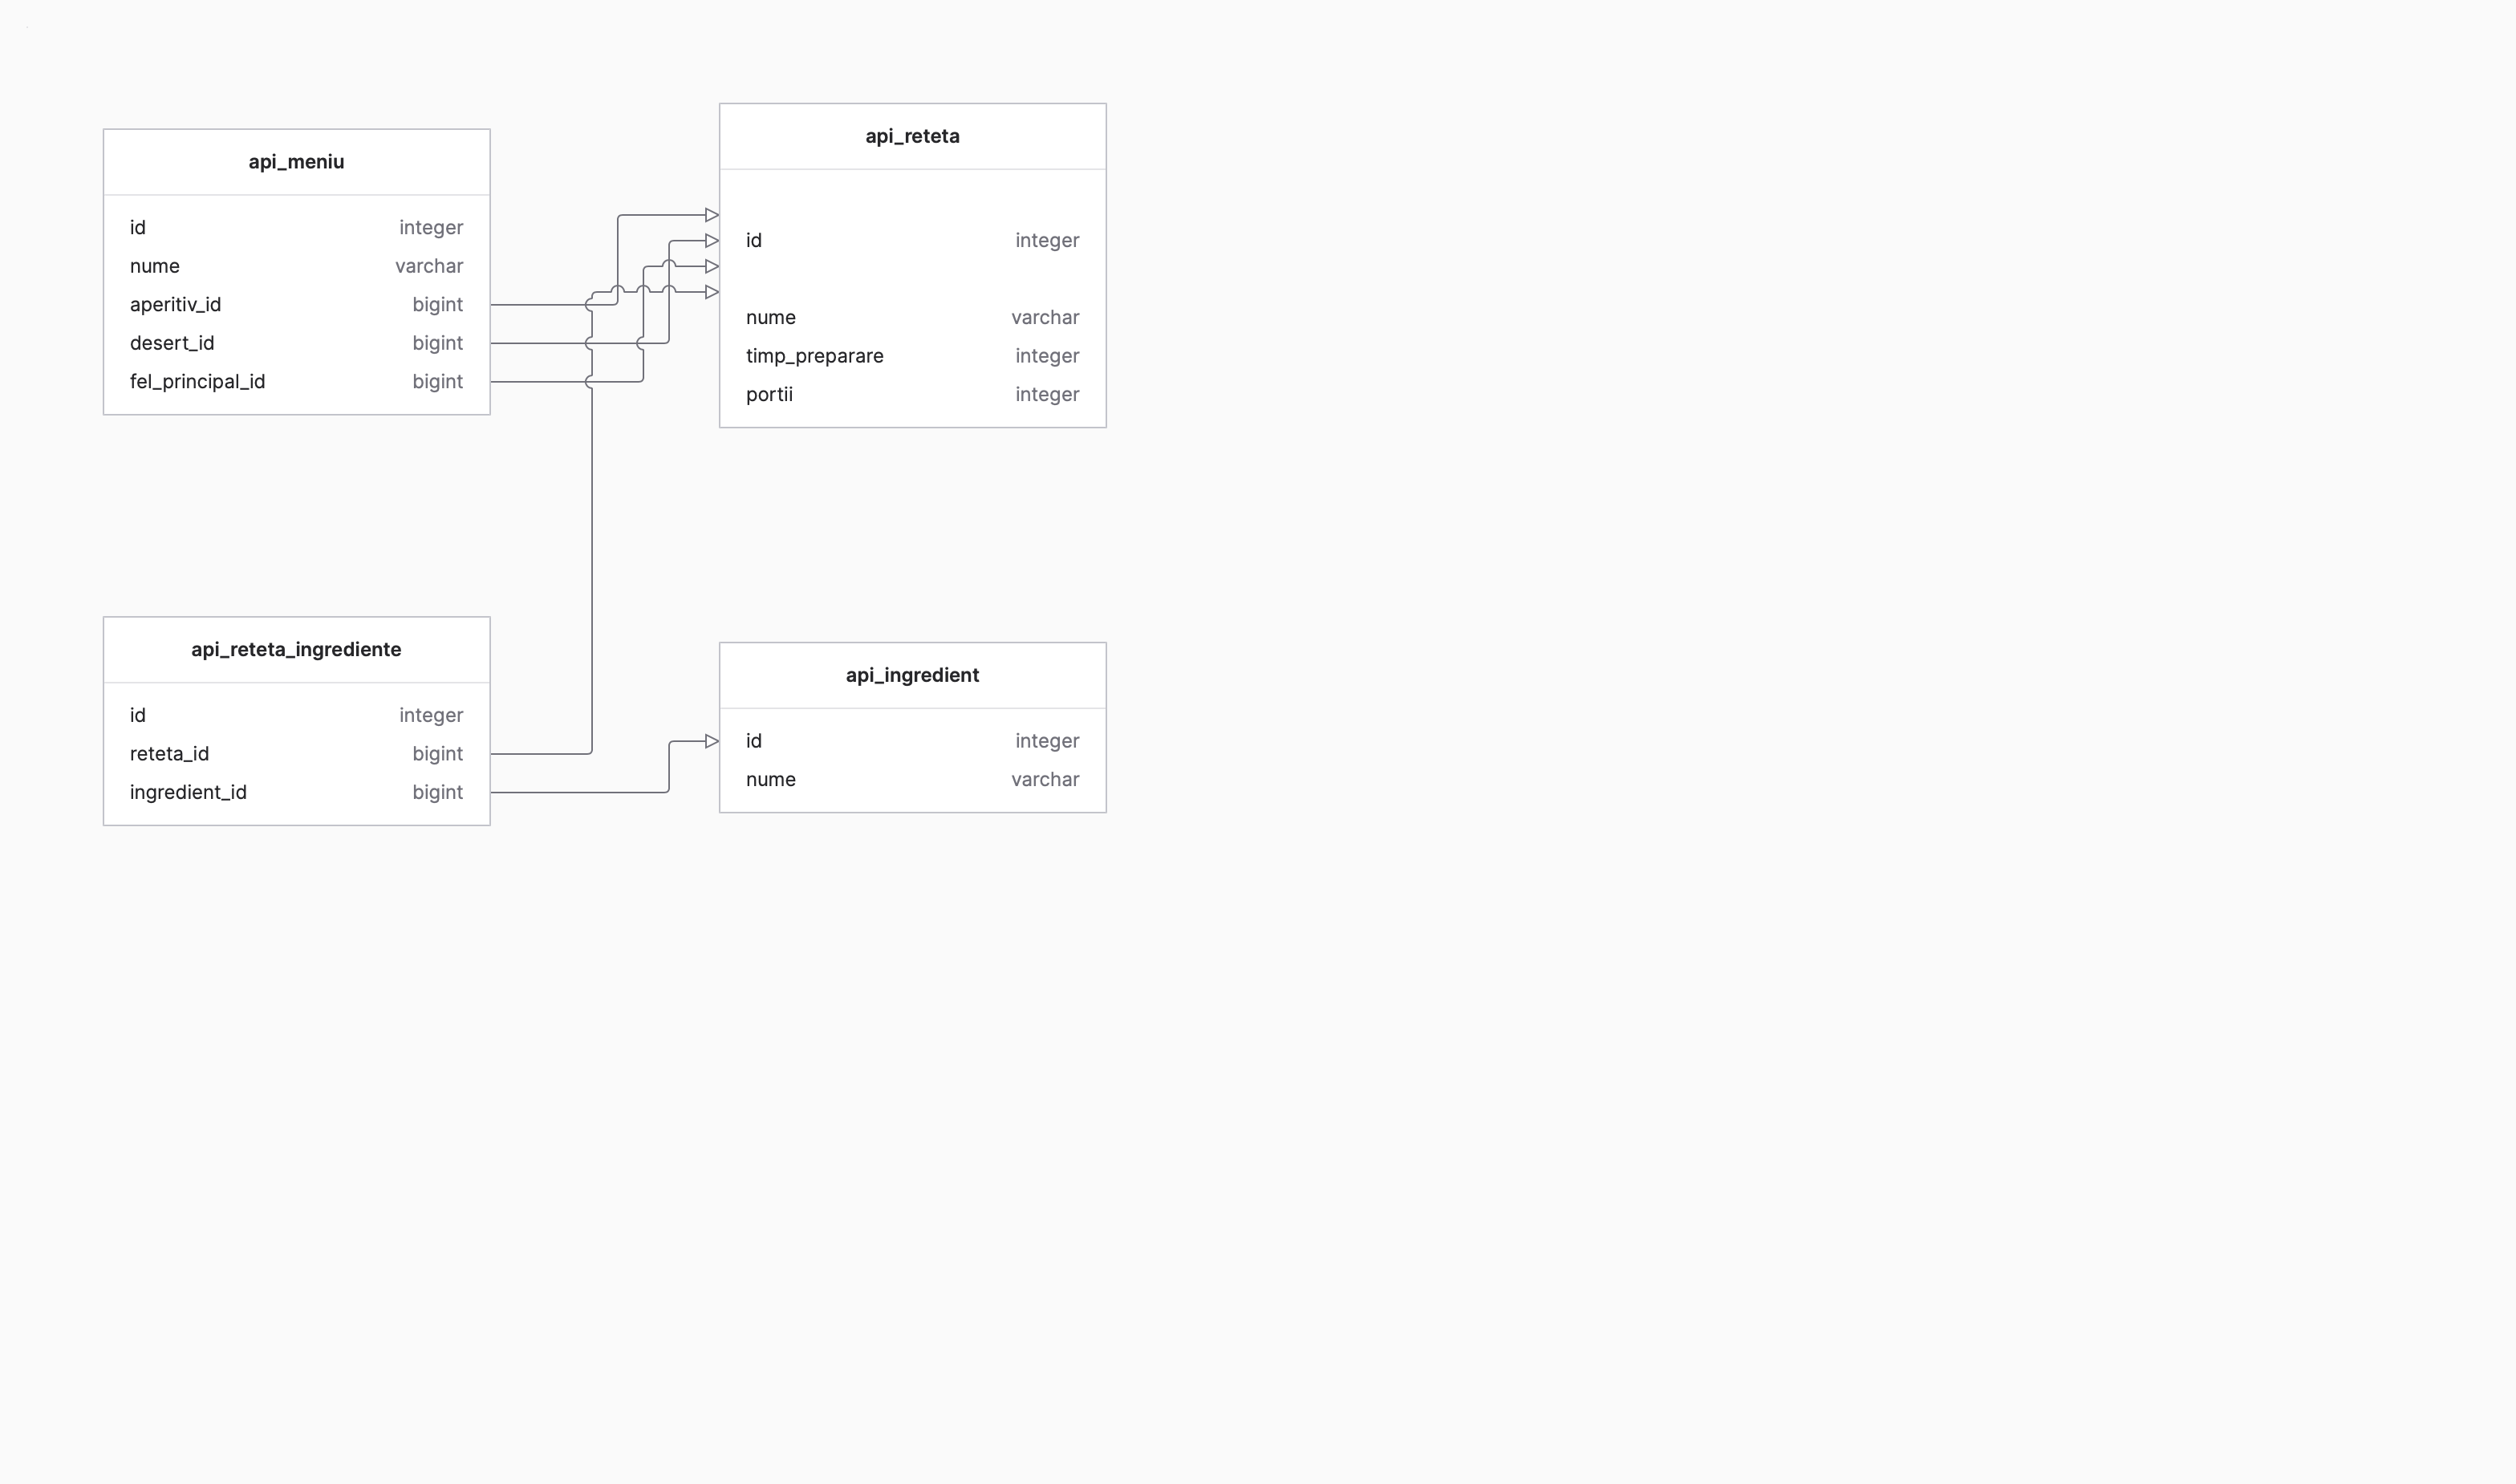 api_meniu
id integer
nume varchar
aperitiv_id bigint
desert_id bigint
fel_principal_id bigint
api_reteta
id integer
nume varchar
timp_preparare integer
portii integer
api_reteta_ingrediente
id integer
reteta_id bigint
ingredient_id bigint
api_ingredient
id integer
nume varchar